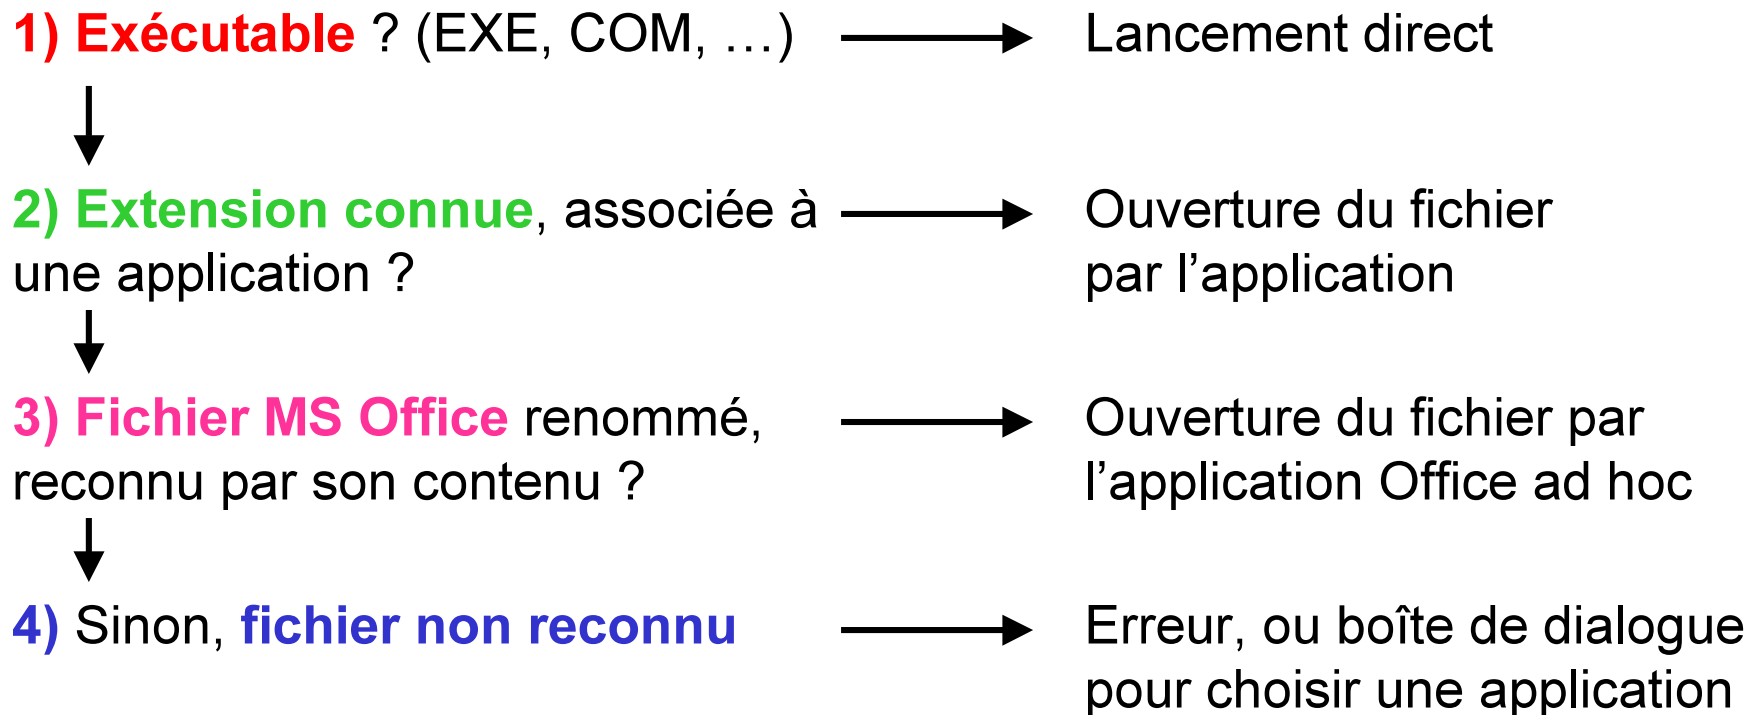 1) Exécutable ? (EXE, COM, …)
Lancement direct
2) Extension connue, associée à
une application ?
Ouverture du fichier
par l’application
3) Fichier MS Office renommé,
reconnu par son contenu ?
Ouverture du fichier par
l’application Office ad hoc
4) Sinon, fichier non reconnu
Erreur, ou boîte de dialogue
pour choisir une application